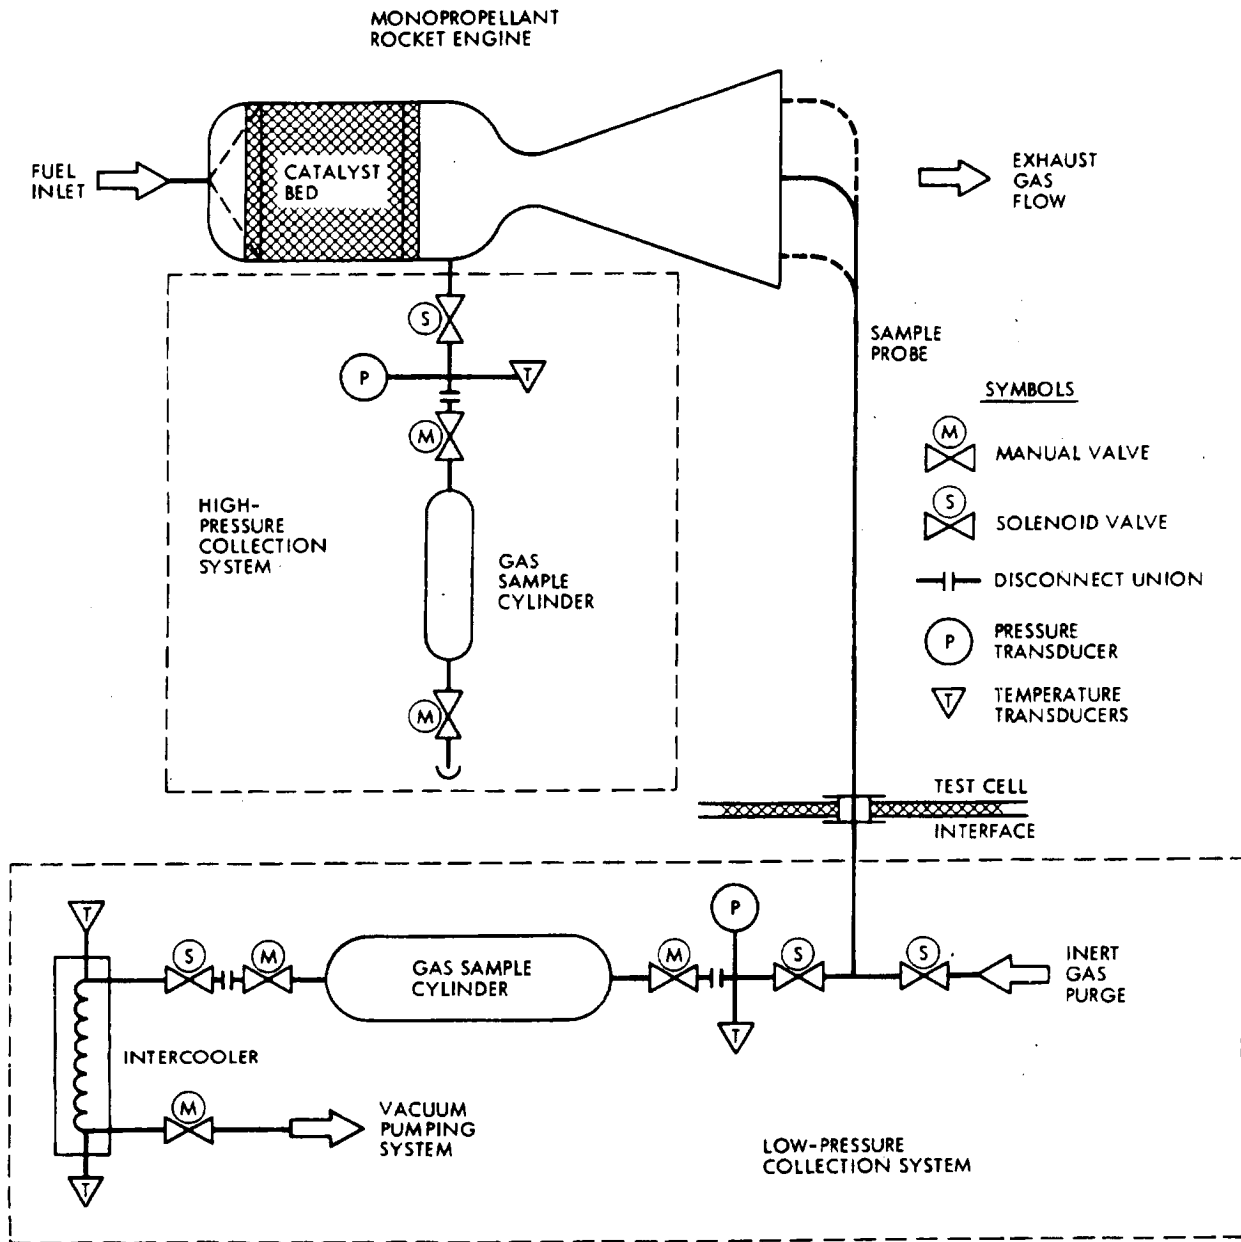 MONOPROPELLANT
ROCKET ENGINE
FUEL
INLET
CATALYST
BED
EXHAUST
GAS
FLOW
S
P
T
M
SAMPLE
PROBE
SYMBOLS
M
MANUAL VALVE
S
SOLENOID VALVE
DISCONNECT UNION
P
PRESSURE
TRANSDUCER
T
TEMPERATURE
TRANSDUCERS
HIGH-
PRESSURE
COLLECTION
SYSTEM
GAS
SAMPLE
CYLINDER
M
TEST CELL
INTERFACE
T
S
M
GAS SAMPLE
CYLINDER
M
P
S
S
T
INERT
GAS
PURGE
INTERCOOLER
M
T
VACUUM
PUMPING
SYSTEM
LOW-PRESSURE
COLLECTION SYSTEM